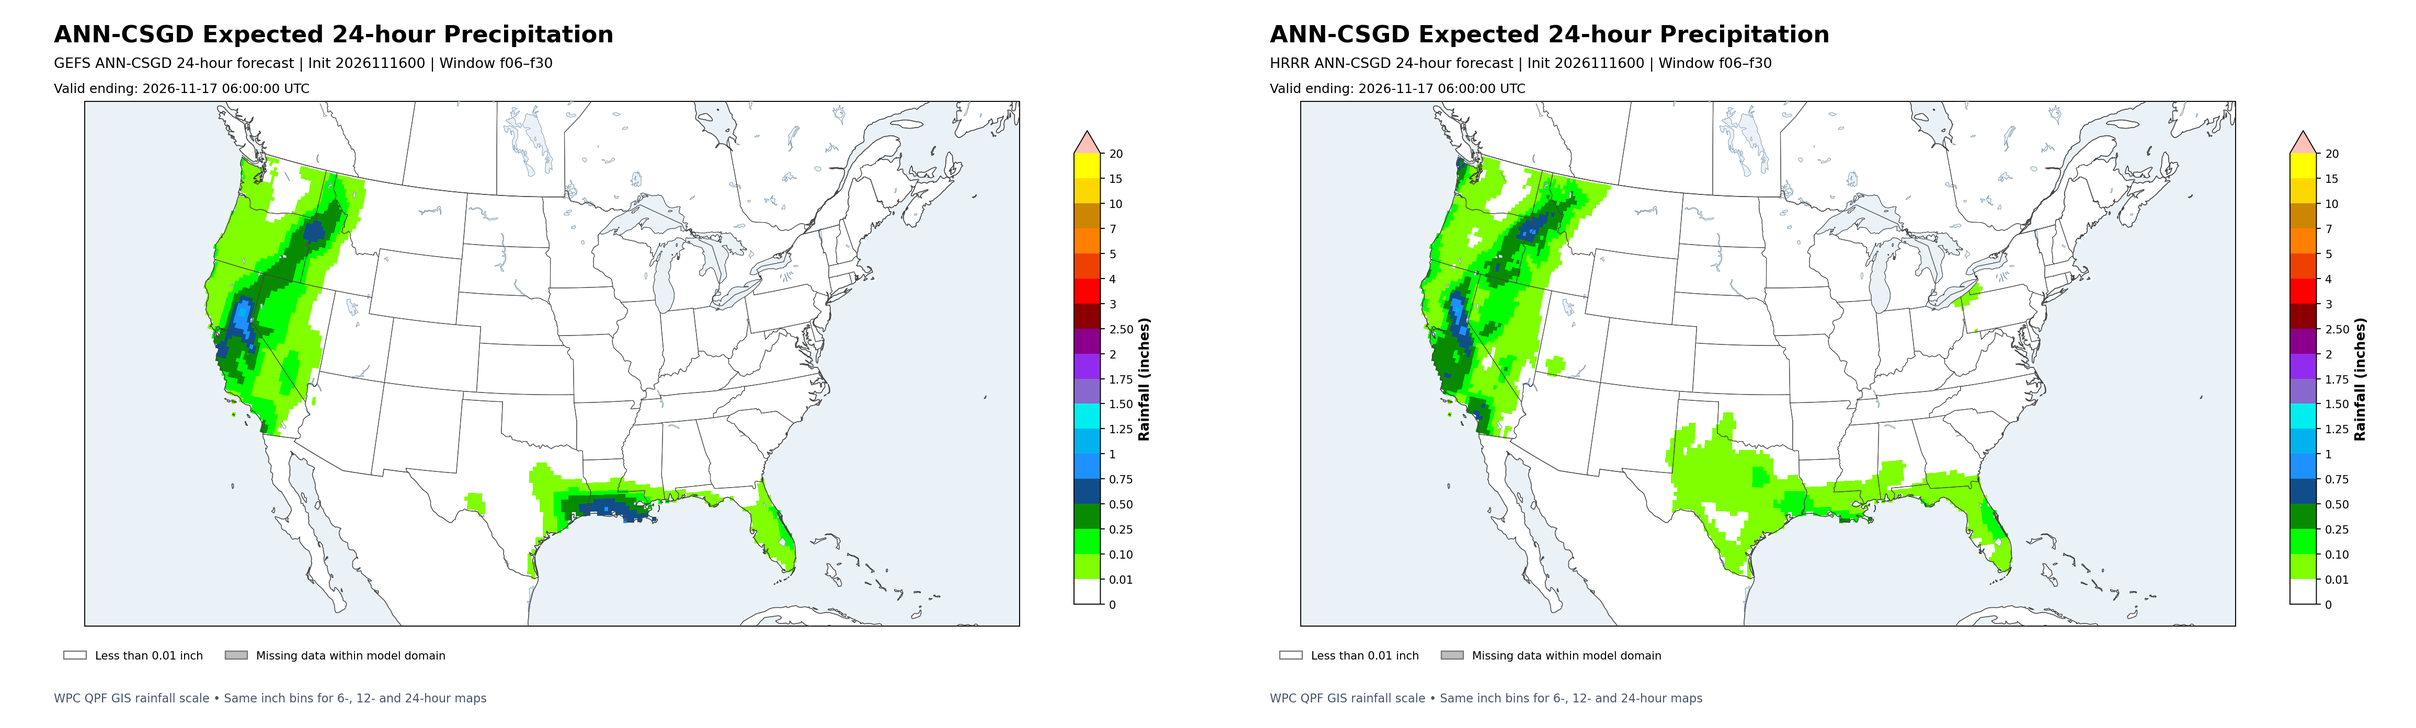 ANN-CSGD Expected 24-hour Precipitation
GEFS ANN-CSGD 24-hour forecast | Init 2026111600 | Window f06–f30
Valid ending: 2026-11-17 06:00:00 UTC
20
15
10
7
5
4
3
2.50
2
1.75
1.50
1.25
1
0.75
0.50
0.25
0.10
0.01
0
Rainfall (inches)
Less than 0.01 inch
Missing data within model domain
WPC QPF GIS rainfall scale • Same inch bins for 6-, 12- and 24-hour maps
ANN-CSGD Expected 24-hour Precipitation
HRRR ANN-CSGD 24-hour forecast | Init 2026111600 | Window f06–f30
Valid ending: 2026-11-17 06:00:00 UTC
20
15
10
7
5
4
3
2.50
2
1.75
1.50
1.25
1
0.75
0.50
0.25
0.10
0.01
0
Rainfall (inches)
Less than 0.01 inch
Missing data within model domain
WPC QPF GIS rainfall scale • Same inch bins for 6-, 12- and 24-hour maps